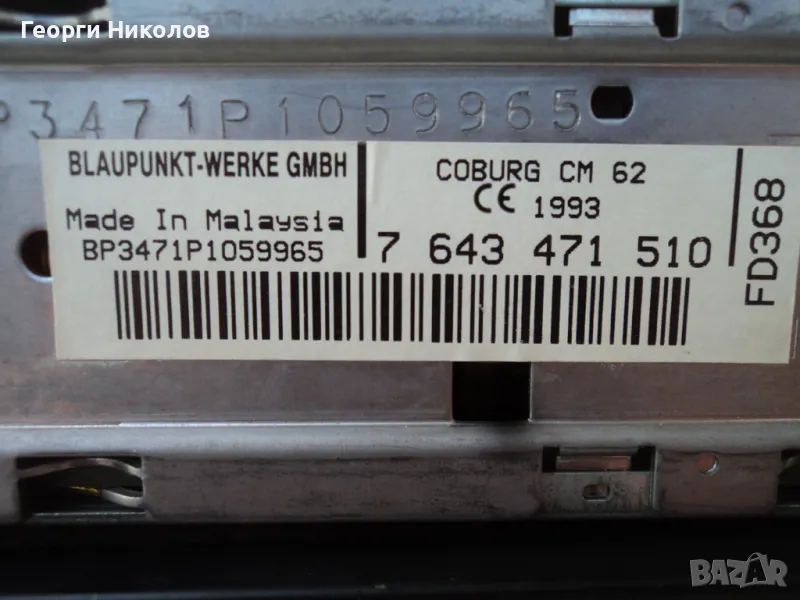 Георги Николов
P3471P1059965
BLAUPUNKT-WERKE GMBH
Made In Malaysia
BP3471P1059965
COBURG CM 62
CE 1993
7 643 471 510
FD368
BAZAR